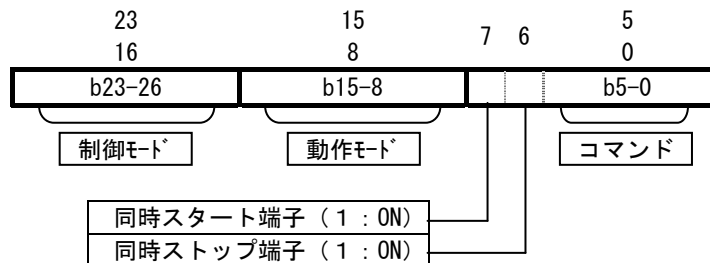 23 15 7 6 5
16 8 0
b23-26 b15-8 b5-0
制御ﾓｰﾄﾞ 動作ﾓｰﾄﾞ コマンド
同時スタート端子（１：ON）
同時ストップ端子（１：ON）